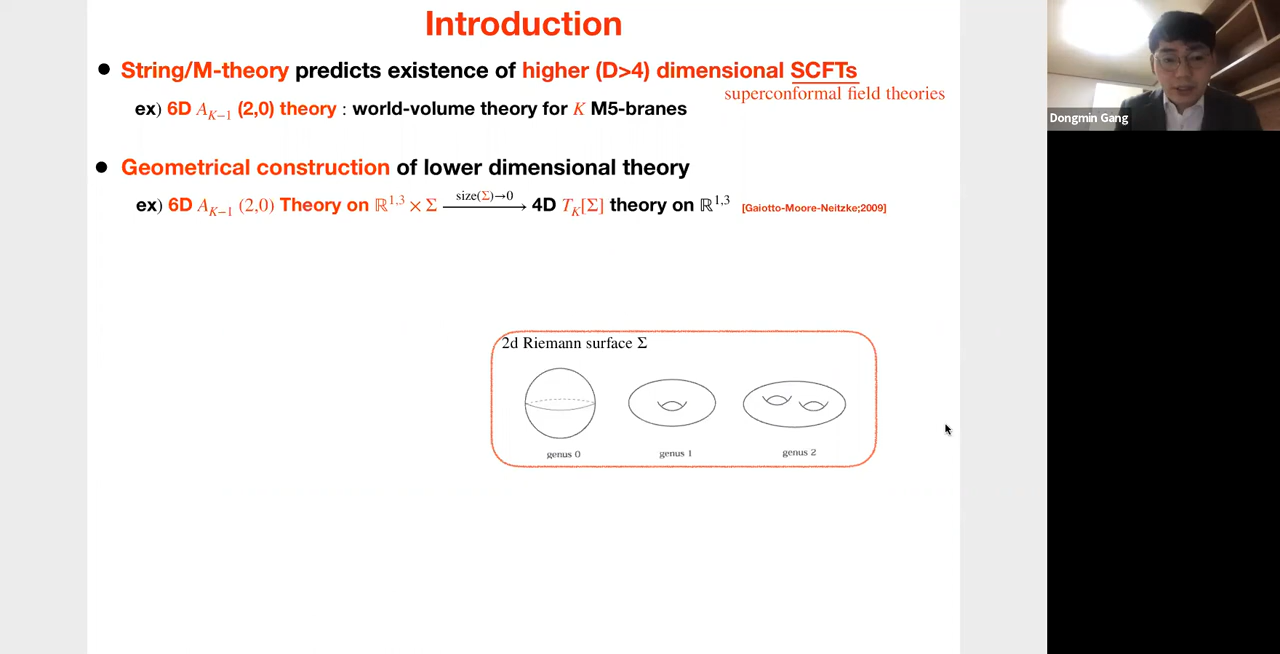 Introduction
● String/M-theory predicts existence of higher (D>4) dimensional SCFTs
superconformal field theories
ex) 6D A_{K−1} (2,0) theory : world-volume theory for K M5-branes
● Geometrical construction of lower dimensional theory
ex) 6D A_{K−1} (2,0) Theory on ℝ^{1,3} × Σ size(Σ)→0 ⟶ 4D T_K[Σ] theory on ℝ^{1,3} [Gaiotto-Moore-Neitzke;2009]
2d Riemann surface Σ
genus 0 genus 1 genus 2
Dongmin Gang